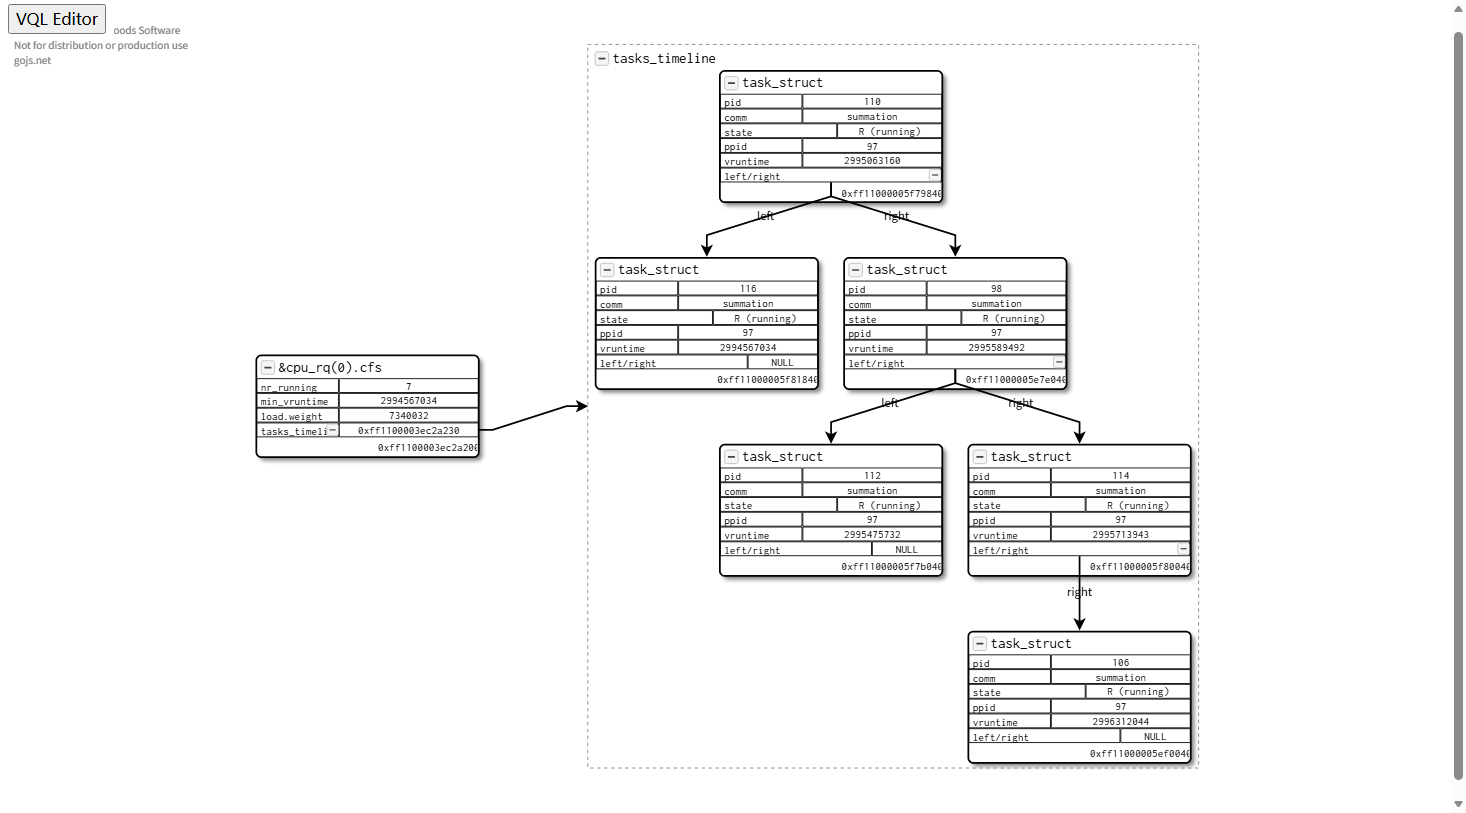 VQL Editor
oods Software
Not for distribution or production use
gojs.net
tasks_timeline
task_struct
pid 110
comm summation
state R (running)
ppid 97
vruntime 2995063160
left/right
0xff11000005f79840
left
right
task_struct
pid 116
comm summation
state R (running)
ppid 97
vruntime 2994567034
left/right NULL
0xff11000005f81840
task_struct
pid 98
comm summation
state R (running)
ppid 97
vruntime 2995589492
left/right
0xff11000005e7e040
&cpu_rq(0).cfs
nr_running 7
min_vruntime 2994567034
load.weight 7340032
tasks_timeli 0xff1100003ec2a230
0xff1100003ec2a200
left
right
task_struct
pid 112
comm summation
state R (running)
ppid 97
vruntime 2995475732
left/right NULL
0xff11000005f7b040
task_struct
pid 114
comm summation
state R (running)
ppid 97
vruntime 2995713943
left/right
0xff11000005f80040
right
task_struct
pid 106
comm summation
state R (running)
ppid 97
vruntime 2996312044
left/right NULL
0xff11000005ef0040